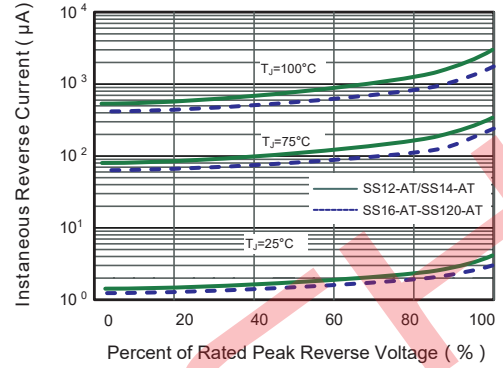 Instaneous Reverse Current ( μA)
10⁴
10³
10²
10¹
10⁰
TJ=100°C
TJ=75°C
SS12-AT/SS14-AT
SS16-AT-SS120-AT
TJ=25°C
0 20 40 60 80 100
Percent of Rated Peak Reverse Voltage ( % )